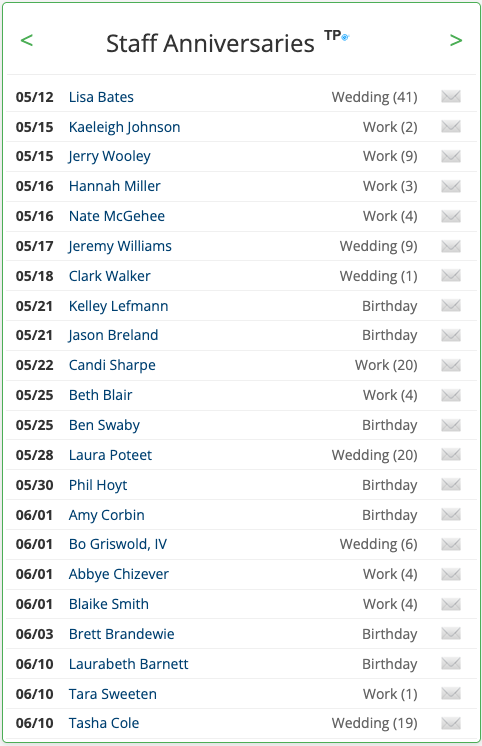 < Staff Anniversaries TP >
05/12 Lisa Bates Wedding (41)
05/15 Kaeleigh Johnson Work (2)
05/15 Jerry Wooley Work (9)
05/16 Hannah Miller Work (3)
05/16 Nate McGehee Work (4)
05/17 Jeremy Williams Wedding (9)
05/18 Clark Walker Wedding (1)
05/21 Kelley Lefmann Birthday
05/21 Jason Breland Birthday
05/22 Candi Sharpe Work (20)
05/25 Beth Blair Work (4)
05/25 Ben Swaby Birthday
05/28 Laura Poteet Wedding (20)
05/30 Phil Hoyt Birthday
06/01 Amy Corbin Birthday
06/01 Bo Griswold, IV Wedding (6)
06/01 Abbye Chizever Work (4)
06/01 Blaike Smith Work (4)
06/03 Brett Brandewie Birthday
06/10 Laurabeth Barnett Birthday
06/10 Tara Sweeten Work (1)
06/10 Tasha Cole Wedding (19)